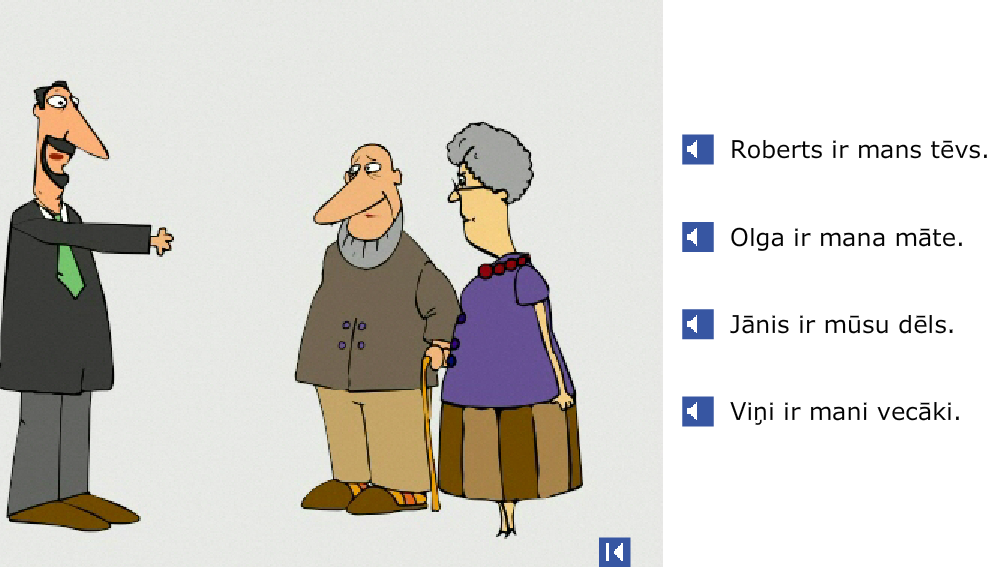 Roberts ir mans tēvs.
Olga ir mana māte.
Jānis ir mūsu dēls.
Viņi ir mani vecāki.